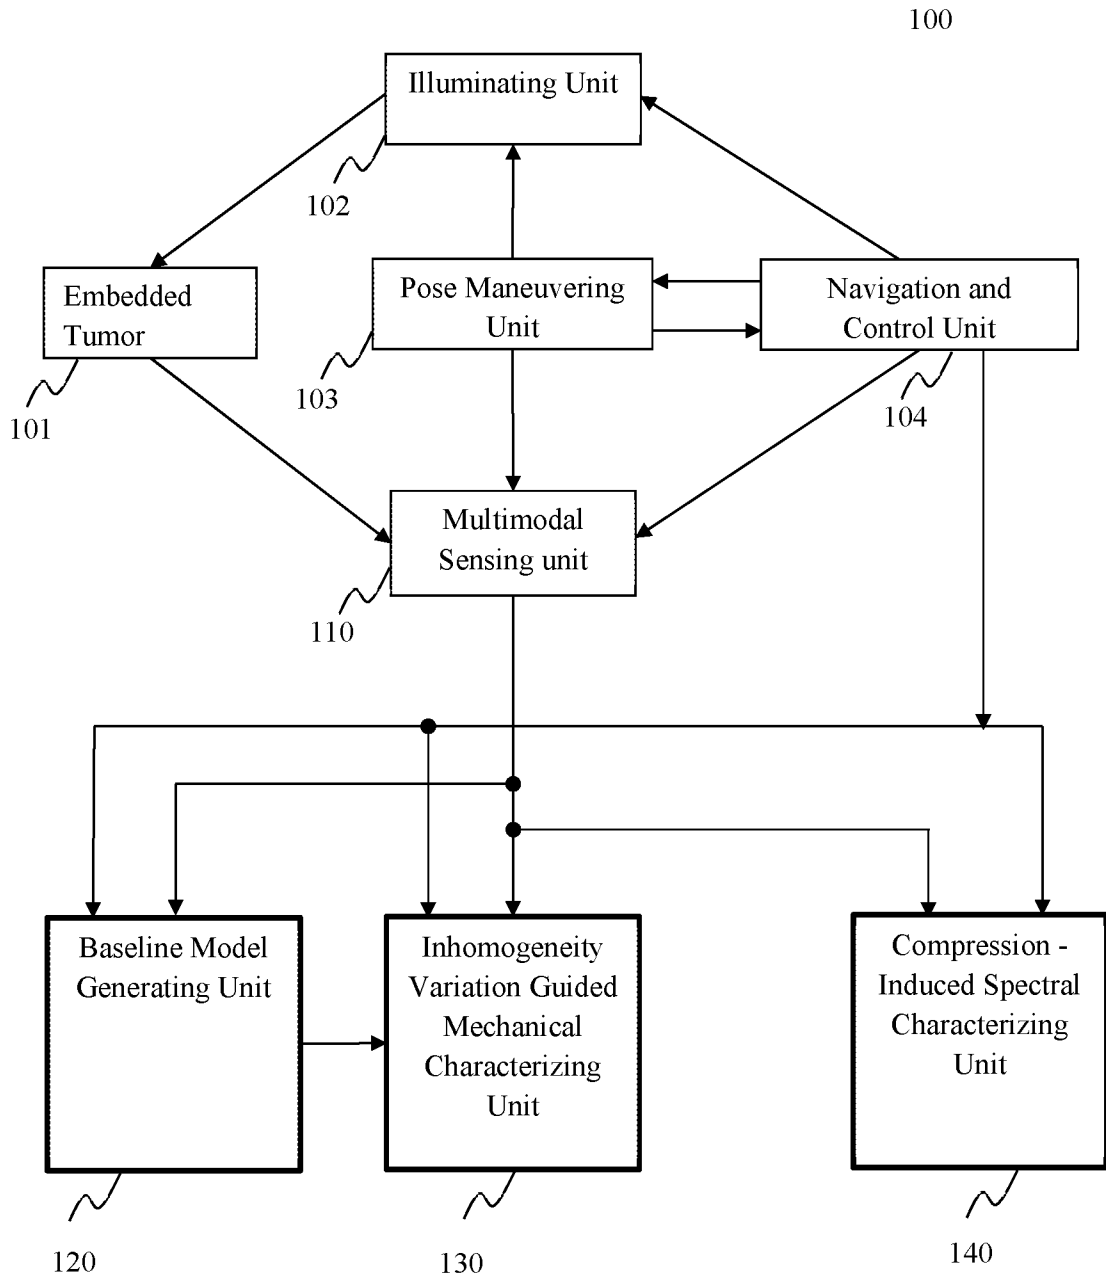 100
Illuminating Unit
102
Embedded
Tumor
101
Pose Maneuvering
Unit
103
Navigation and
Control Unit
104
Multimodal
Sensing unit
110
Baseline Model
Generating Unit
120
Inhomogeneity
Variation Guided
Mechanical
Characterizing
Unit
130
Compression -
Induced Spectral
Characterizing
Unit
140